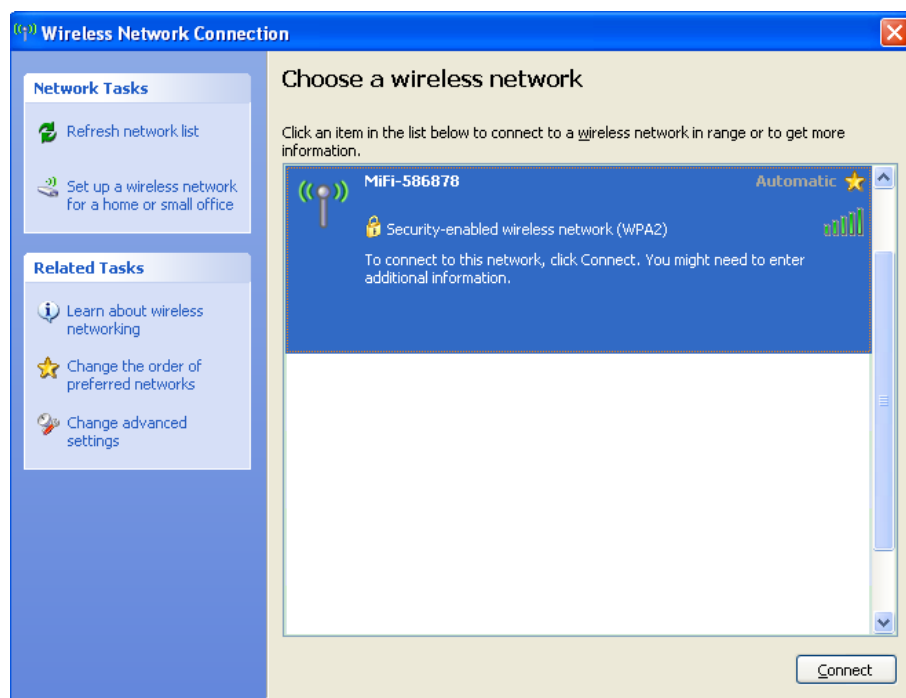 Wireless Network Connection
Network Tasks
Refresh network list
Set up a wireless network
for a home or small office
Related Tasks
Learn about wireless
networking
Change the order of
preferred networks
Change advanced
settings
Choose a wireless network
Click an item in the list below to connect to a wireless network in range or to get more
information.
MiFi-586878
Automatic
Security-enabled wireless network (WPA2)
To connect to this network, click Connect. You might need to enter
additional information.
Connect